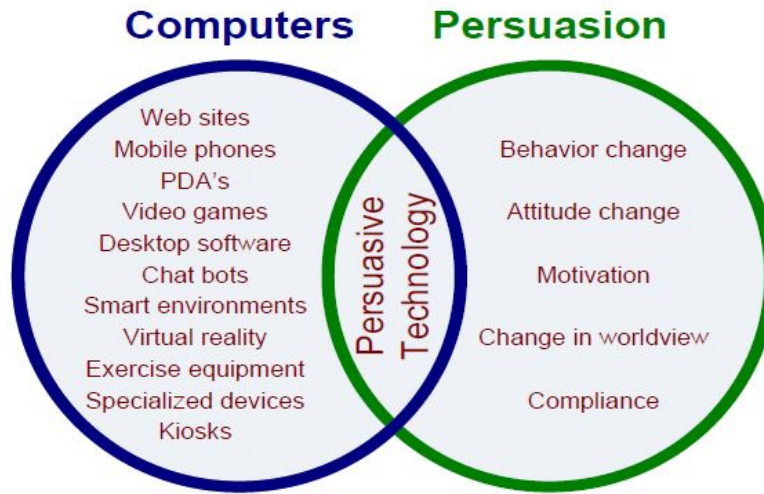 Computers
Persuasion
Web sites
Mobile phones
PDA's
Video games
Desktop software
Chat bots
Smart environments
Virtual reality
Exercise equipment
Specialized devices
Kiosks
Persuasive
Technology
Behavior change
Attitude change
Motivation
Change in worldview
Compliance